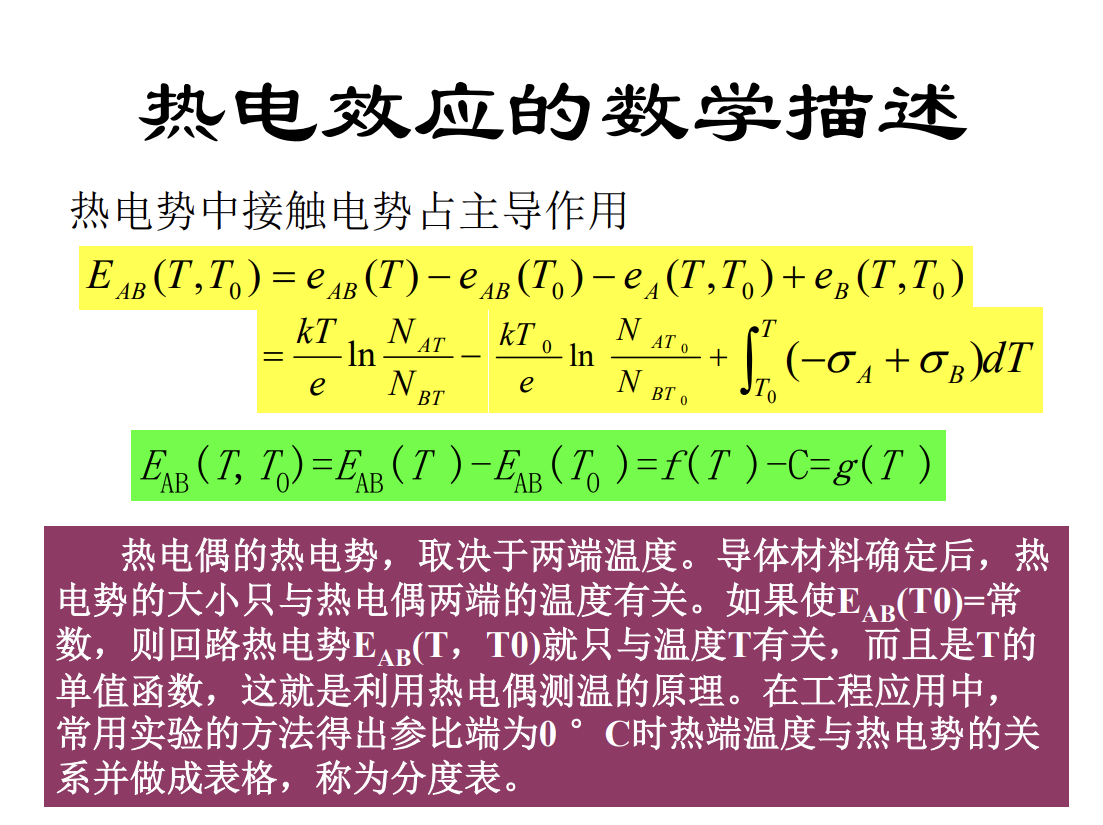 热电效应的数学描述
热电势中接触电势占主导作用
E_{AB}(T,T_0) = e_{AB}(T) − e_{AB}(T_0) − e_A(T,T_0) + e_B(T,T_0)
= \frac{kT}{e} ln \frac{N_{AT}}{N_{BT}} − \frac{kT_0}{e} ln \frac{N_{AT_0}}{N_{BT_0}} + ∫_{T_0}^{T} (−σ_A + σ_B)dT
E_{AB}(T, T_0)=E_{AB}(T )-E_{AB}(T_0 )=f(T )-C=g(T )
热电偶的热电势，取决于两端温度。导体材料确定后，热
电势的大小只与热电偶两端的温度有关。如果使E_{AB}(T0)=常
数，则回路热电势E_{AB}(T，T0)就只与温度T有关，而且是T的
单值函数，这就是利用热电偶测温的原理。在工程应用中，
常用实验的方法得出参比端为0 ° C时热端温度与热电势的关
系并做成表格，称为分度表。